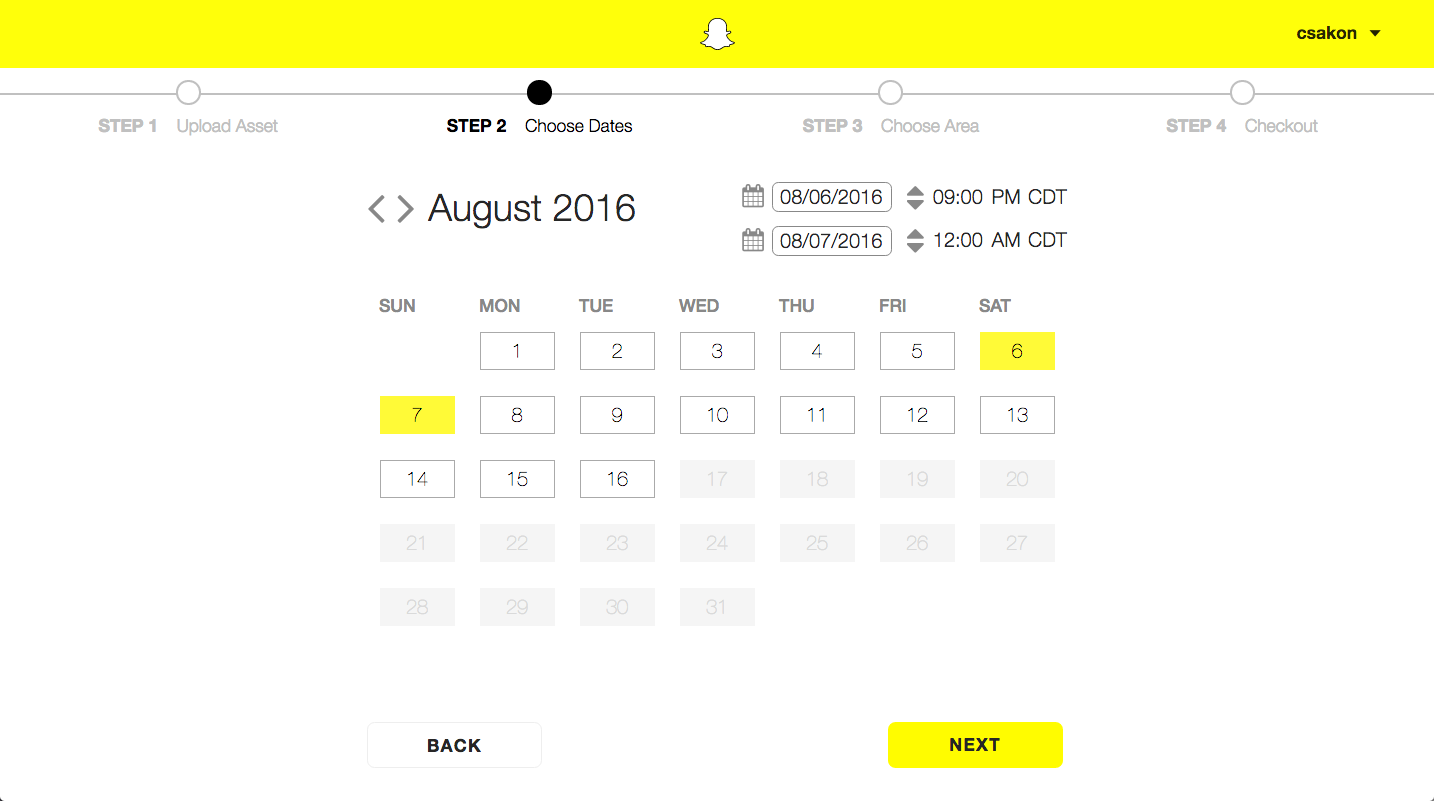 csakon
STEP 1 Upload Asset
STEP 2 Choose Dates
STEP 3 Choose Area
STEP 4 Checkout
August 2016
08/06/2016 09:00 PM CDT
08/07/2016 12:00 AM CDT
SUN MON TUE WED THU FRI SAT
1 2 3 4 5 6
7 8 9 10 11 12 13
14 15 16 17 18 19 20
21 22 23 24 25 26 27
28 29 30 31
BACK
NEXT